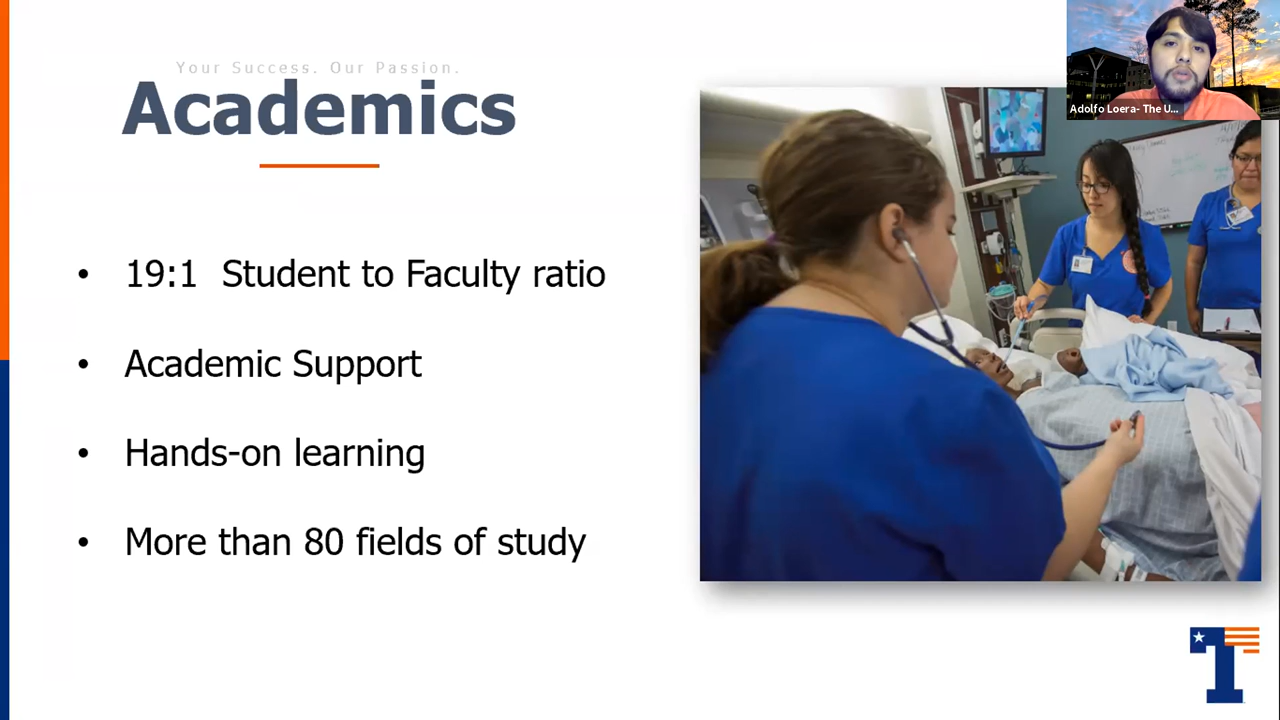 Your Success. Our Passion.
Academics
• 19:1 Student to Faculty ratio
• Academic Support
• Hands-on learning
• More than 80 fields of study
Adolfo Loera- The U...